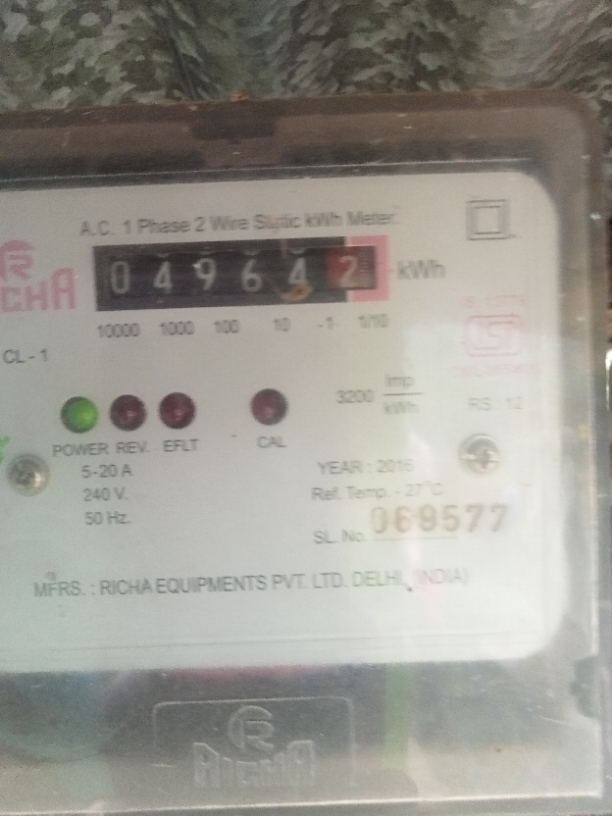 A.C. 1 Phase 2 Wire Static kWh Meter
R
RICHA
049642 kWh
10000 1000 100 10 1 1/10
CL-1
3200 Imp/kWh
RS: 12
POWER REV. EFLT CAL
5-20 A
YEAR : 2016
240 V.
Ref. Temp. - 27°C
50 Hz.
SL. No. 069577
MFRS. : RICHA EQUIPMENTS PVT. LTD. DELHI, (INDIA)
R
RICHA